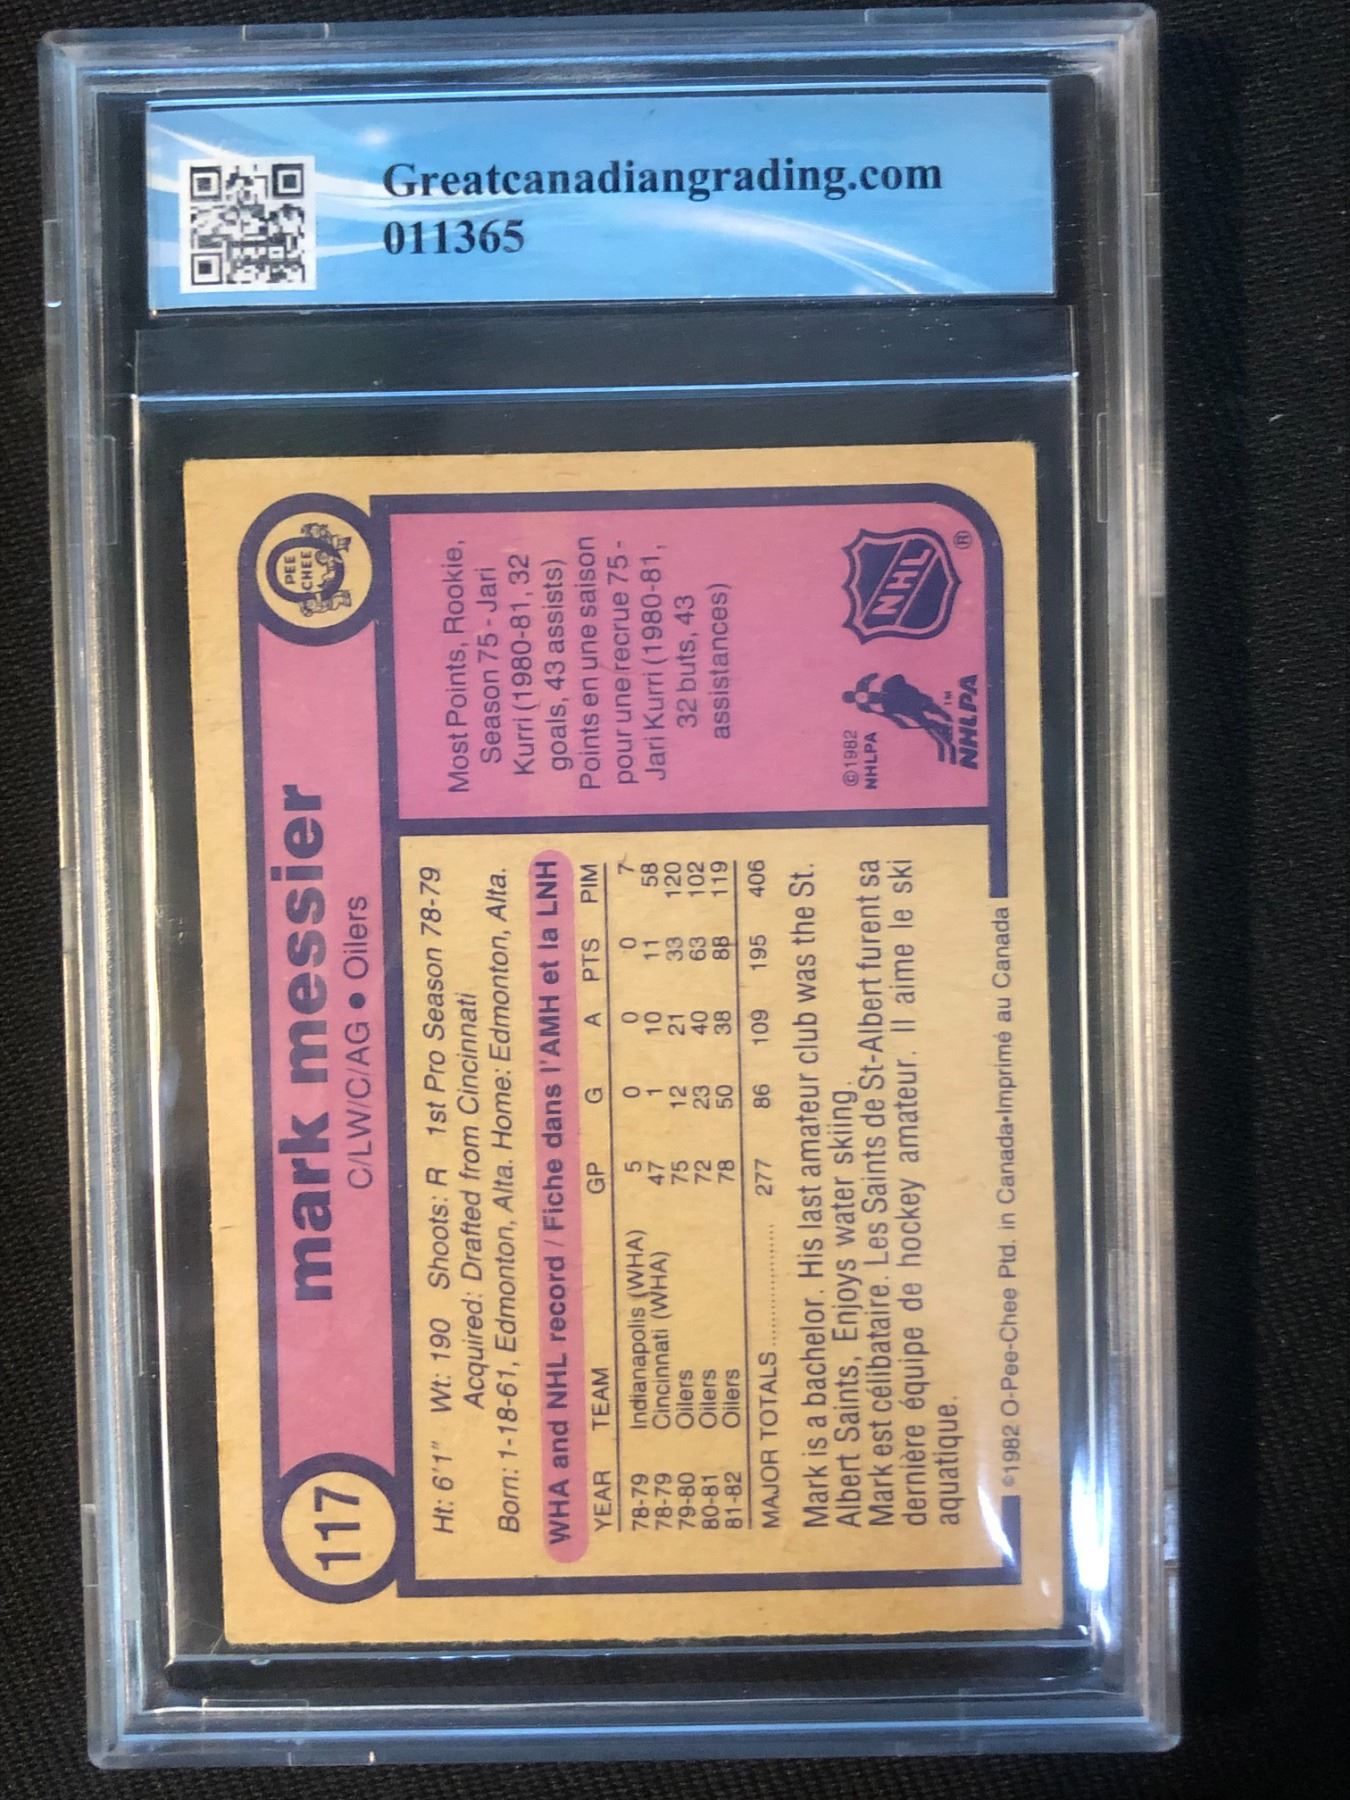 Greatcanadiangrading.com
011365
117
mark messier
C/LW/C/AG • Oilers
O
PEE
CHEE
Ht: 6'1" Wt: 190 Shoots: R 1st Pro Season 78-79
Acquired: Drafted from Cincinnati
Born: 1-18-61, Edmonton, Alta. Home: Edmonton, Alta.
WHA and NHL record / Fiche dans l'AMH et la LNH
YEAR TEAM GP G A PTS PIM
78-79 Indianapolis (WHA) 5 0 0 0 7
78-79 Cincinnati (WHA) 47 1 10 11 58
79-80 Oilers 75 12 21 33 120
80-81 Oilers 72 23 40 63 102
81-82 Oilers 78 50 38 88 119
MAJOR TOTALS................ 277 86 109 195 406
Mark is a bachelor. His last amateur club was the St.
Albert Saints, Enjoys water skiing.
Mark est célibataire. Les Saints de St-Albert furent sa
dernière équipe de hockey amateur. Il aime le ski
aquatique.
Most Points, Rookie,
Season 75 - Jari
Kurri (1980-81, 32
goals, 43 assists)
Points en une saison
pour une recrue 75 -
Jari Kurri (1980-81,
32 buts, 43
assistances)
©1982
NHLPA
NHLPA
TM
NHL
®
©1982 O-Pee-Chee Ptd. in Canada•Imprimé au Canada